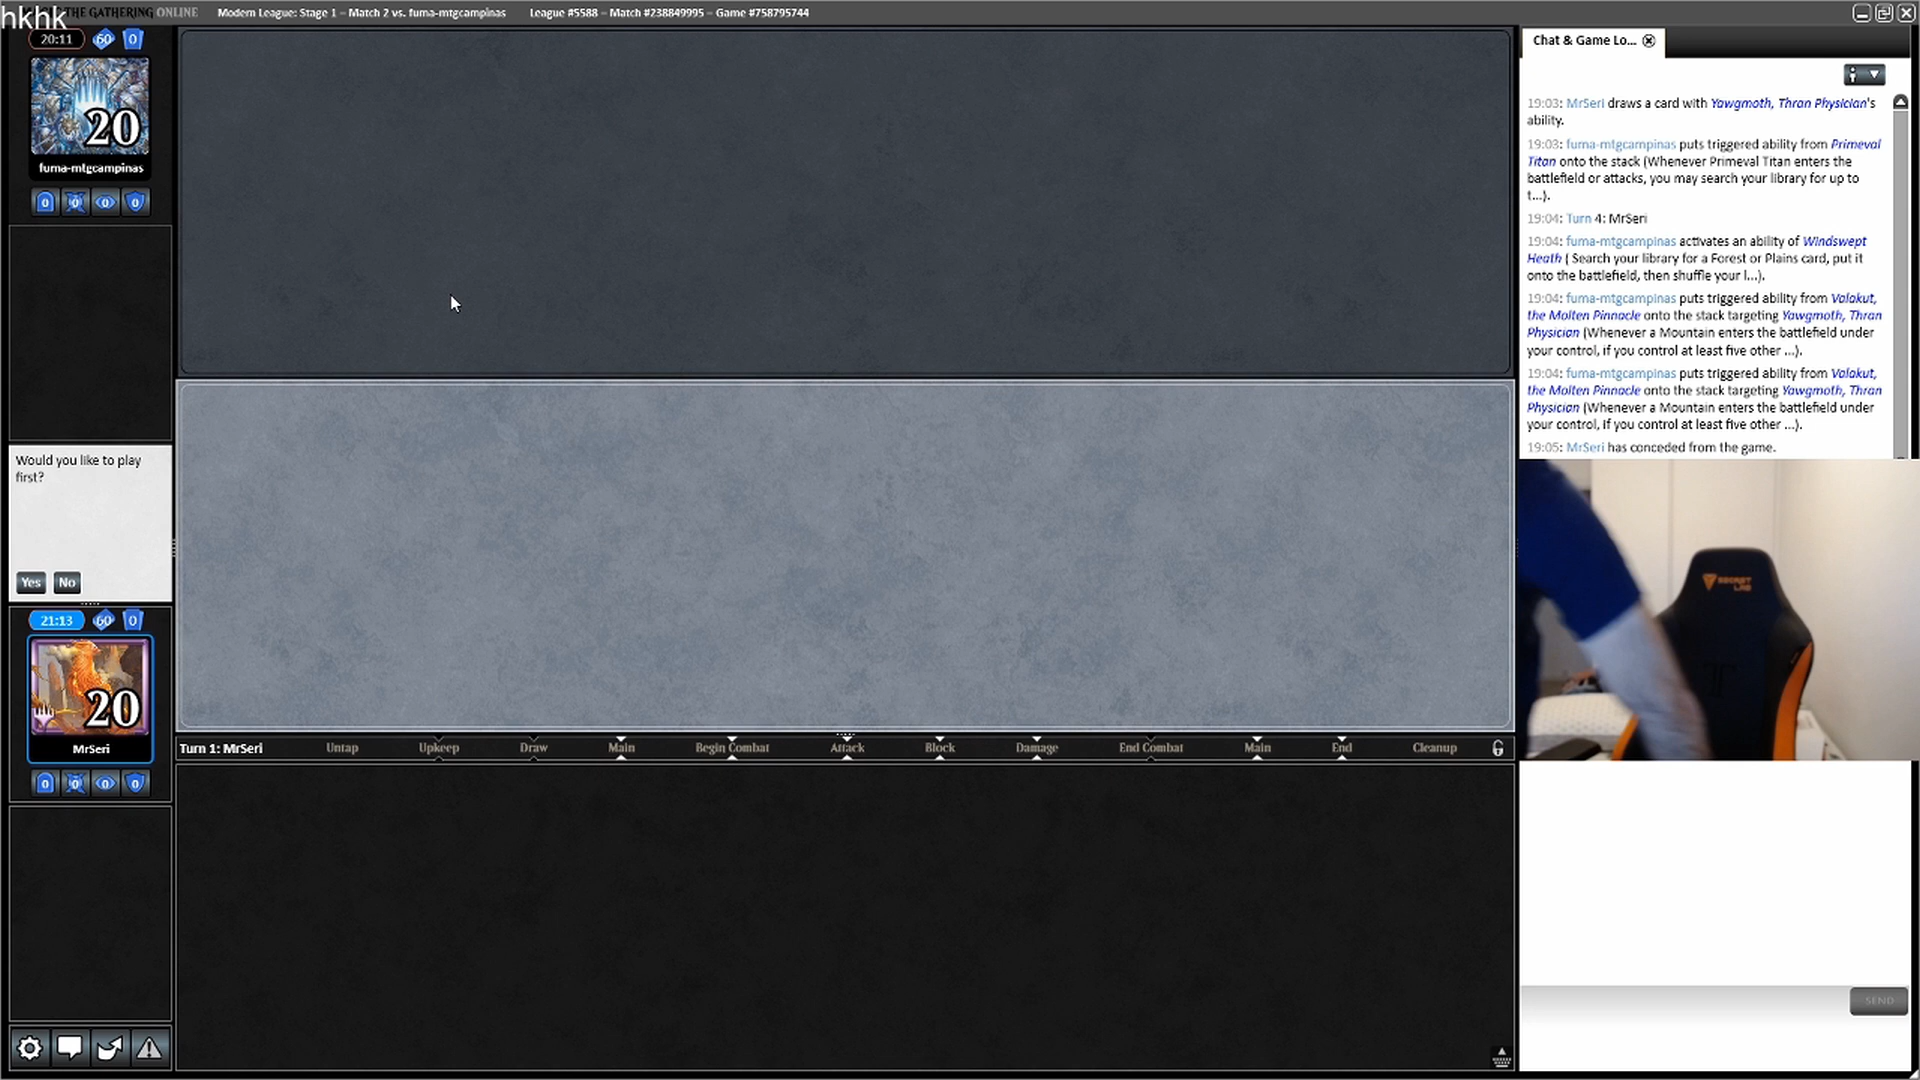 hkhk
THE GATHERING ONLINE
Modern League: Stage 1 – Match 2 vs. fuma-mtgcampinas
League #5588 – Match #238849995 – Game #758795744
20:11
60
0
20
fuma-mtgcampinas
0
0
0
0
Would you like to play
first?
Yes
No
21:13
60
0
20
MrSeri
0
0
0
0
Turn 1: MrSeri
Untap
Upkeep
Draw
Main
Begin Combat
Attack
Block
Damage
End Combat
Main
End
Cleanup
Chat & Game Lo...
19:03: MrSeri draws a card with Yawgmoth, Thran Physician's
ability.
19:03: fuma-mtgcampinas puts triggered ability from Primeval
Titan onto the stack (Whenever Primeval Titan enters the
battlefield or attacks, you may search your library for up to
t...).
19:04: Turn 4: MrSeri
19:04: fuma-mtgcampinas activates an ability of Windswept
Heath ( Search your library for a Forest or Plains card, put it
onto the battlefield, then shuffle your l...).
19:04: fuma-mtgcampinas puts triggered ability from Valakut,
the Molten Pinnacle onto the stack targeting Yawgmoth, Thran
Physician (Whenever a Mountain enters the battlefield under
your control, if you control at least five other ...).
19:04: fuma-mtgcampinas puts triggered ability from Valakut,
the Molten Pinnacle onto the stack targeting Yawgmoth, Thran
Physician (Whenever a Mountain enters the battlefield under
your control, if you control at least five other ...).
19:05: MrSeri has conceded from the game.
SECRET
LAB
SEND